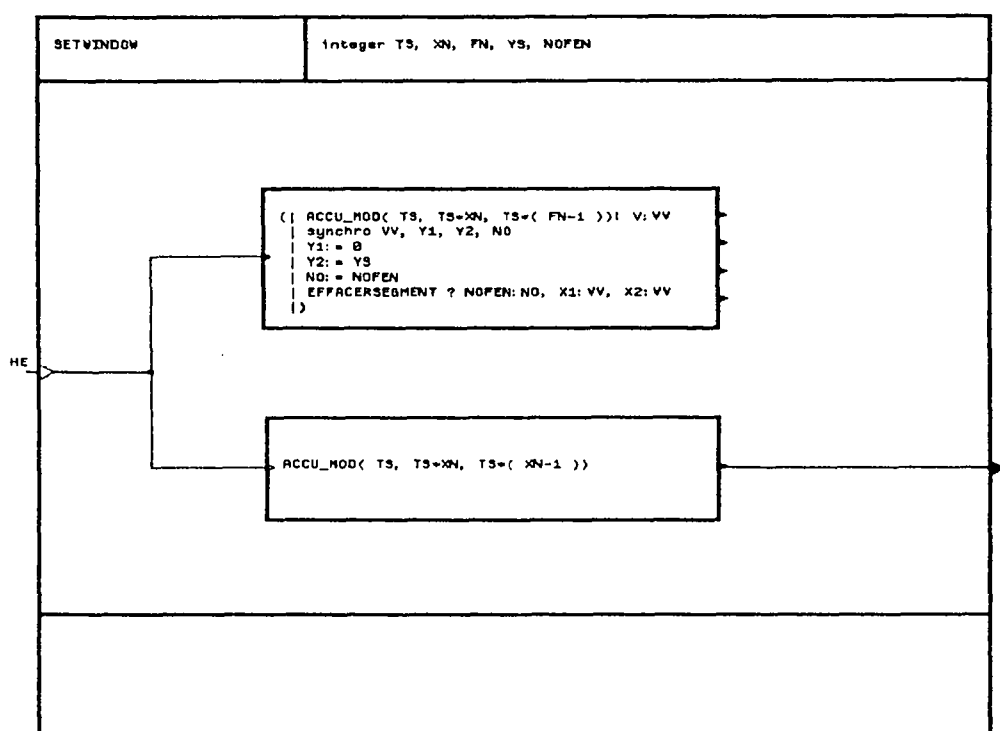 SETWINDOW
integer TS, XN, FN, YS, NOFEN
(| ACCU_MOD( TS, TS*XN, TS*( FN-1 ))! V:VV
| synchro VV, Y1, Y2, NO
| Y1:= 0
| Y2:= YS
| NO:= NOFEN
| EFFACERSEGMENT ? NOFEN:NO, X1:VV, X2:VV
|)
HE
ACCU_MOD( TS, TS*XN, TS*( XN-1 ))